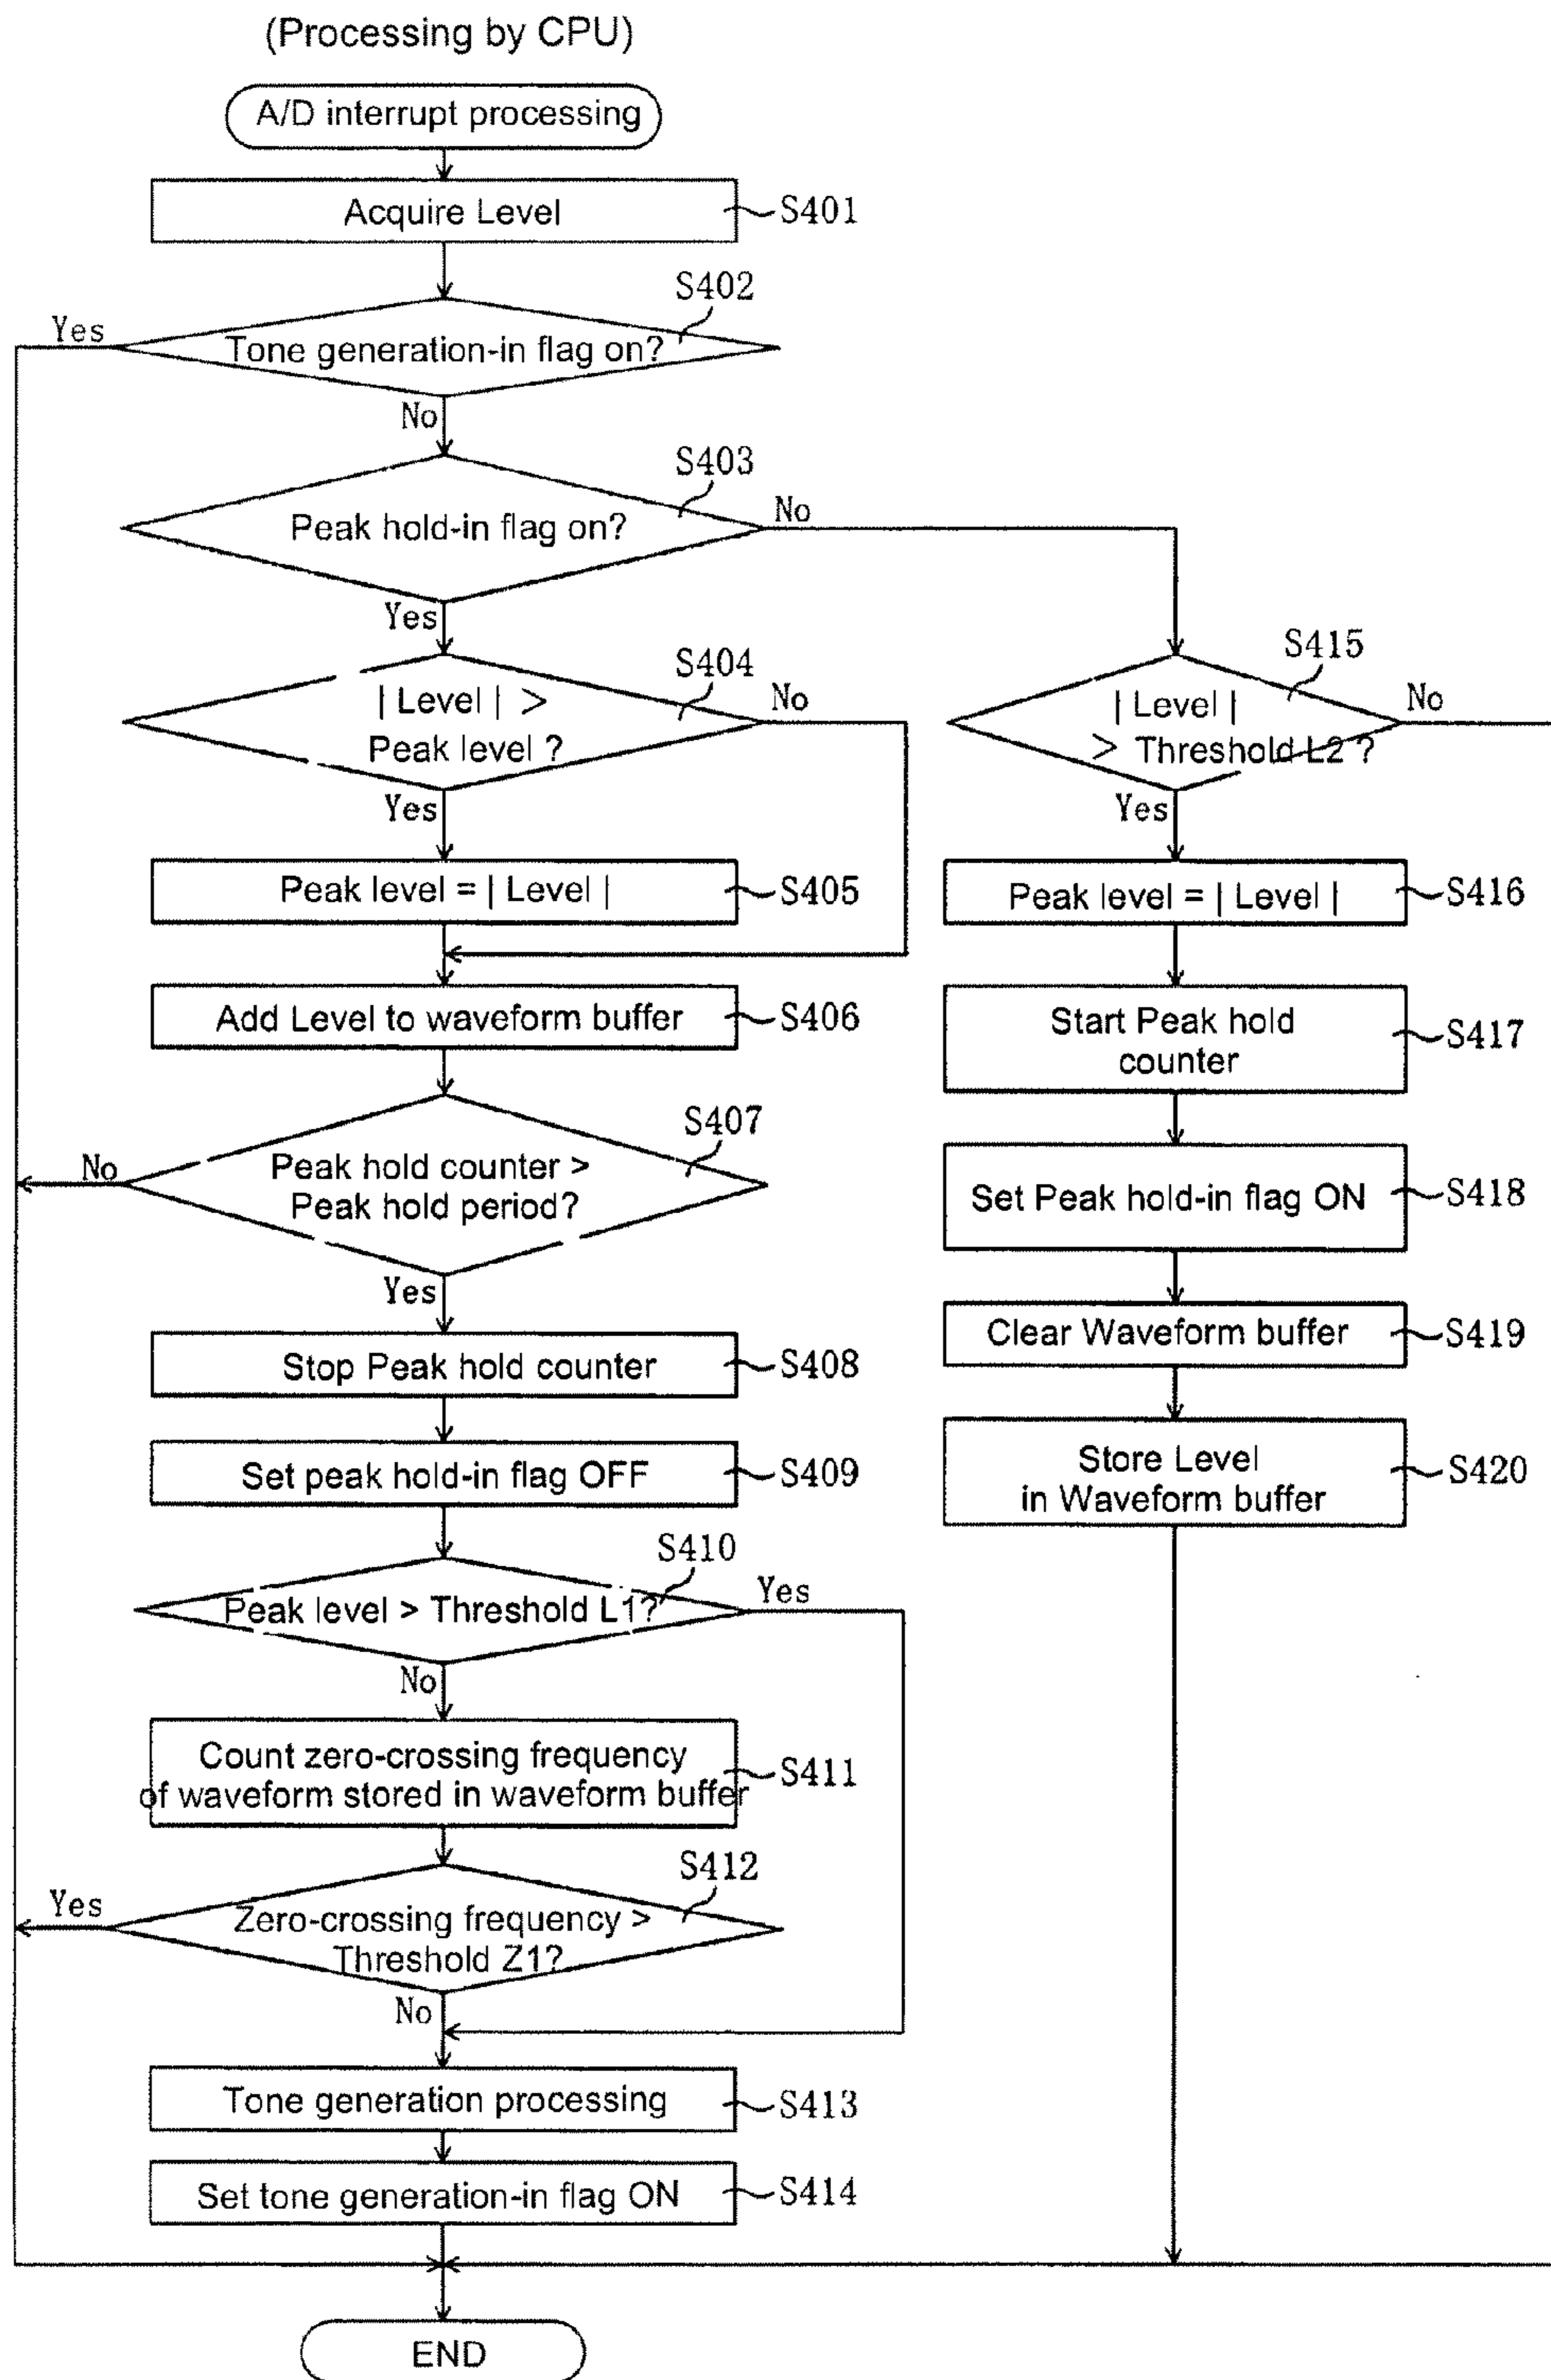 (Processing by CPU)
A/D interrupt processing
Acquire Level
S401
S402
Yes
Tone generation-in flag on?
No
S403
Peak hold-in flag on?
No
Yes
S404
| Level | >
Peak level ?
No
Yes
S415
| Level |
> Threshold L2 ?
No
Yes
Peak level = | Level |
S405
Peak level = | Level |
S416
Add Level to waveform buffer
S406
Start Peak hold
counter
S417
S407
No
Peak hold counter >
Peak hold period?
Yes
Set Peak hold-in flag ON
S418
Stop Peak hold counter
S408
Clear Waveform buffer
S419
Set peak hold-in flag OFF
S409
Store Level
in Waveform buffer
S420
S410
Peak level > Threshold L1?
Yes
No
Count zero-crossing frequency
of waveform stored in waveform buffer
S411
S412
Yes
Zero-crossing frequency >
Threshold Z1?
No
Tone generation processing
S413
Set tone generation-in flag ON
S414
END